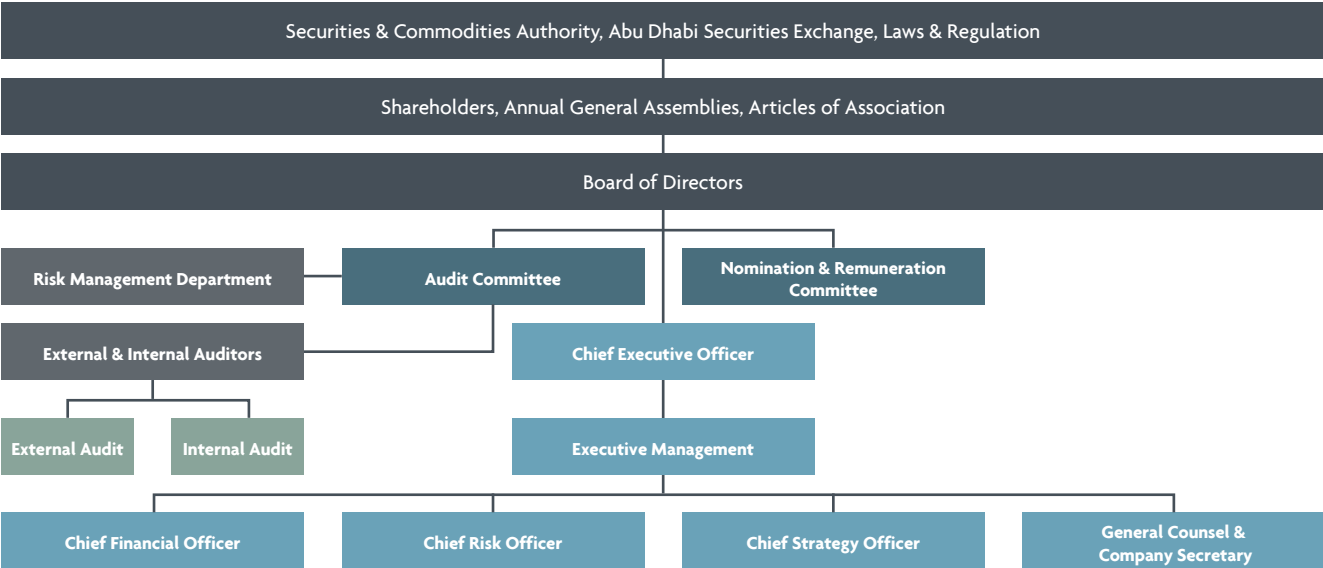 Securities & Commodities Authority, Abu Dhabi Securities Exchange, Laws & Regulation
Shareholders, Annual General Assemblies, Articles of Association
Board of Directors
Risk Management Department
Audit Committee
Nomination & Remuneration
Committee
External & Internal Auditors
Chief Executive Officer
External Audit
Internal Audit
Executive Management
Chief Financial Officer
Chief Risk Officer
Chief Strategy Officer
General Counsel &
Company Secretary